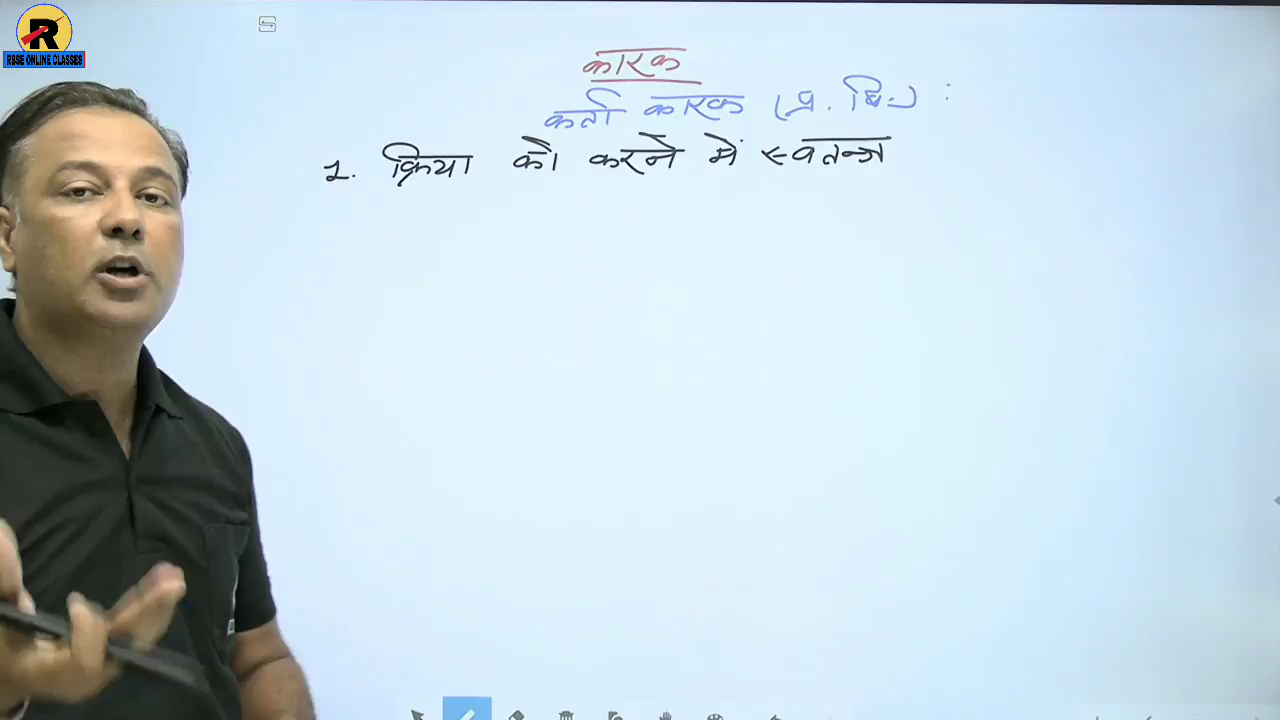 R
RBSE ONLINE CLASSES
कारक
कर्ता कारक (प्र. वि.) :
1. क्रिया को करने में स्वतन्त्र